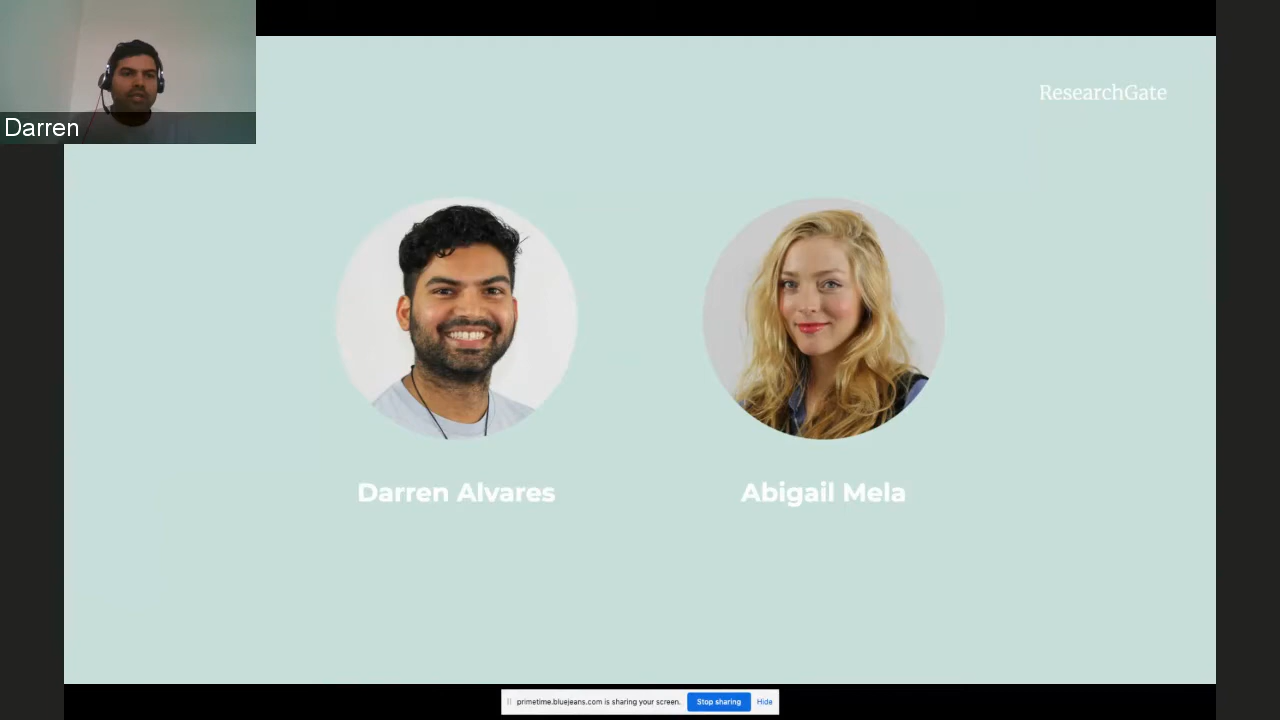 Darren
ResearchGate
Darren Alvares
Abigail Mela
primetime.bluejeans.com is sharing your screen.
Stop sharing
Hide